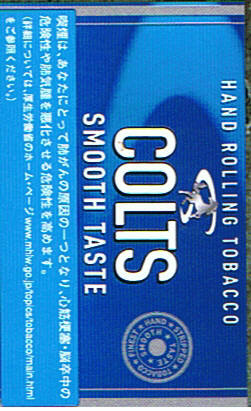 HAND ROLLING TOBACCO
COLTS
SMOOTH TASTE
FINEST HAND STRIPPED TOBACCO
SMOOTH TASTE
喫煙は、あなたにとって肺がんの原因の一つとなり、心筋梗塞・脳卒中の
危険性や肺気腫を悪化させる危険性を高めます。
(詳細については、厚生労働省のホーム・ページ www.mhlw.go.jp/topics/tobacco/main.html
をご参照ください。)